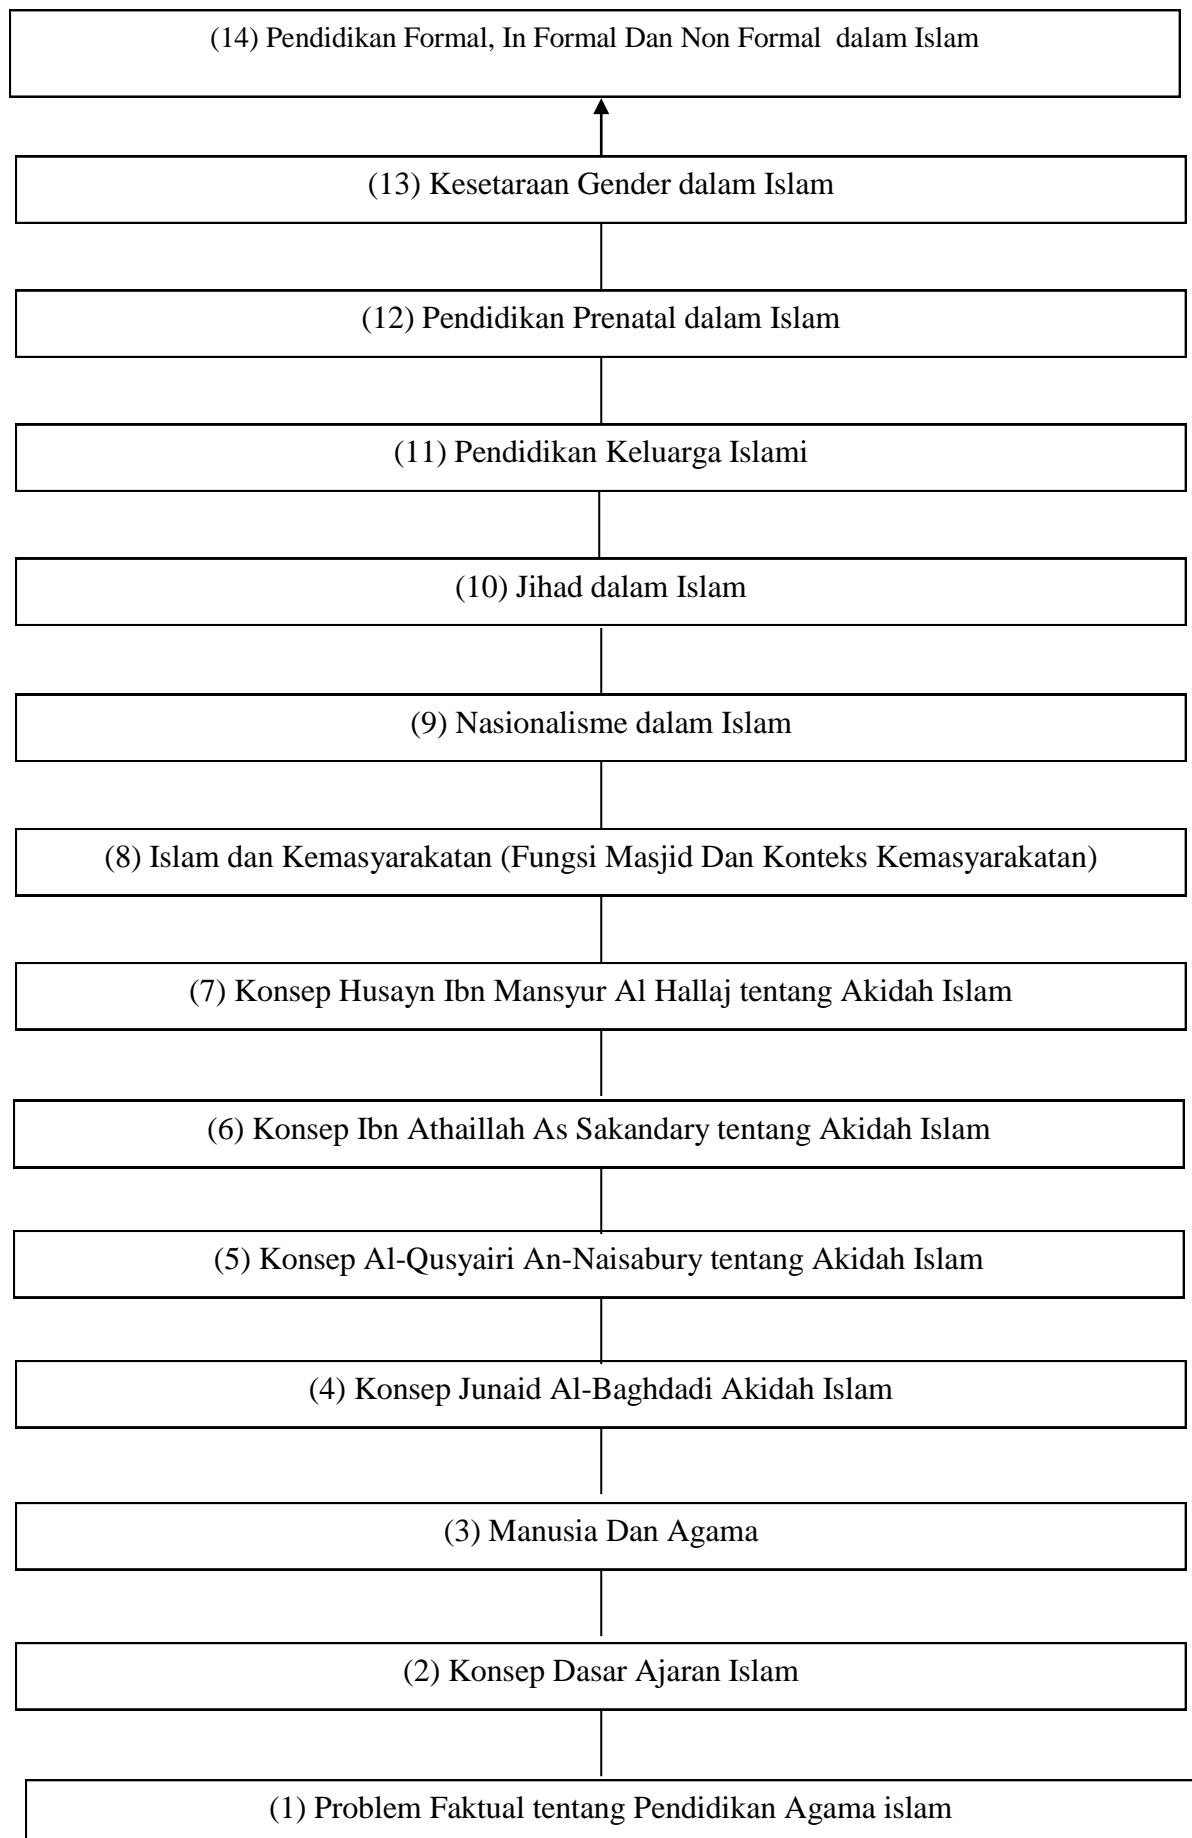 (14) Pendidikan Formal, In Formal Dan Non Formal dalam Islam
(13) Kesetaraan Gender dalam Islam
(12) Pendidikan Prenatal dalam Islam
(11) Pendidikan Keluarga Islami
(10) Jihad dalam Islam
(9) Nasionalisme dalam Islam
(8) Islam dan Kemasyarakatan (Fungsi Masjid Dan Konteks Kemasyarakatan)
(7) Konsep Husayn Ibn Mansyur Al Hallaj tentang Akidah Islam
(6) Konsep Ibn Athaillah As Sakandary tentang Akidah Islam
(5) Konsep Al-Qusyairi An-Naisabury tentang Akidah Islam
(4) Konsep Junaid Al-Baghdadi Akidah Islam
(3) Manusia Dan Agama
(2) Konsep Dasar Ajaran Islam
(1) Problem Faktual tentang Pendidikan Agama islam